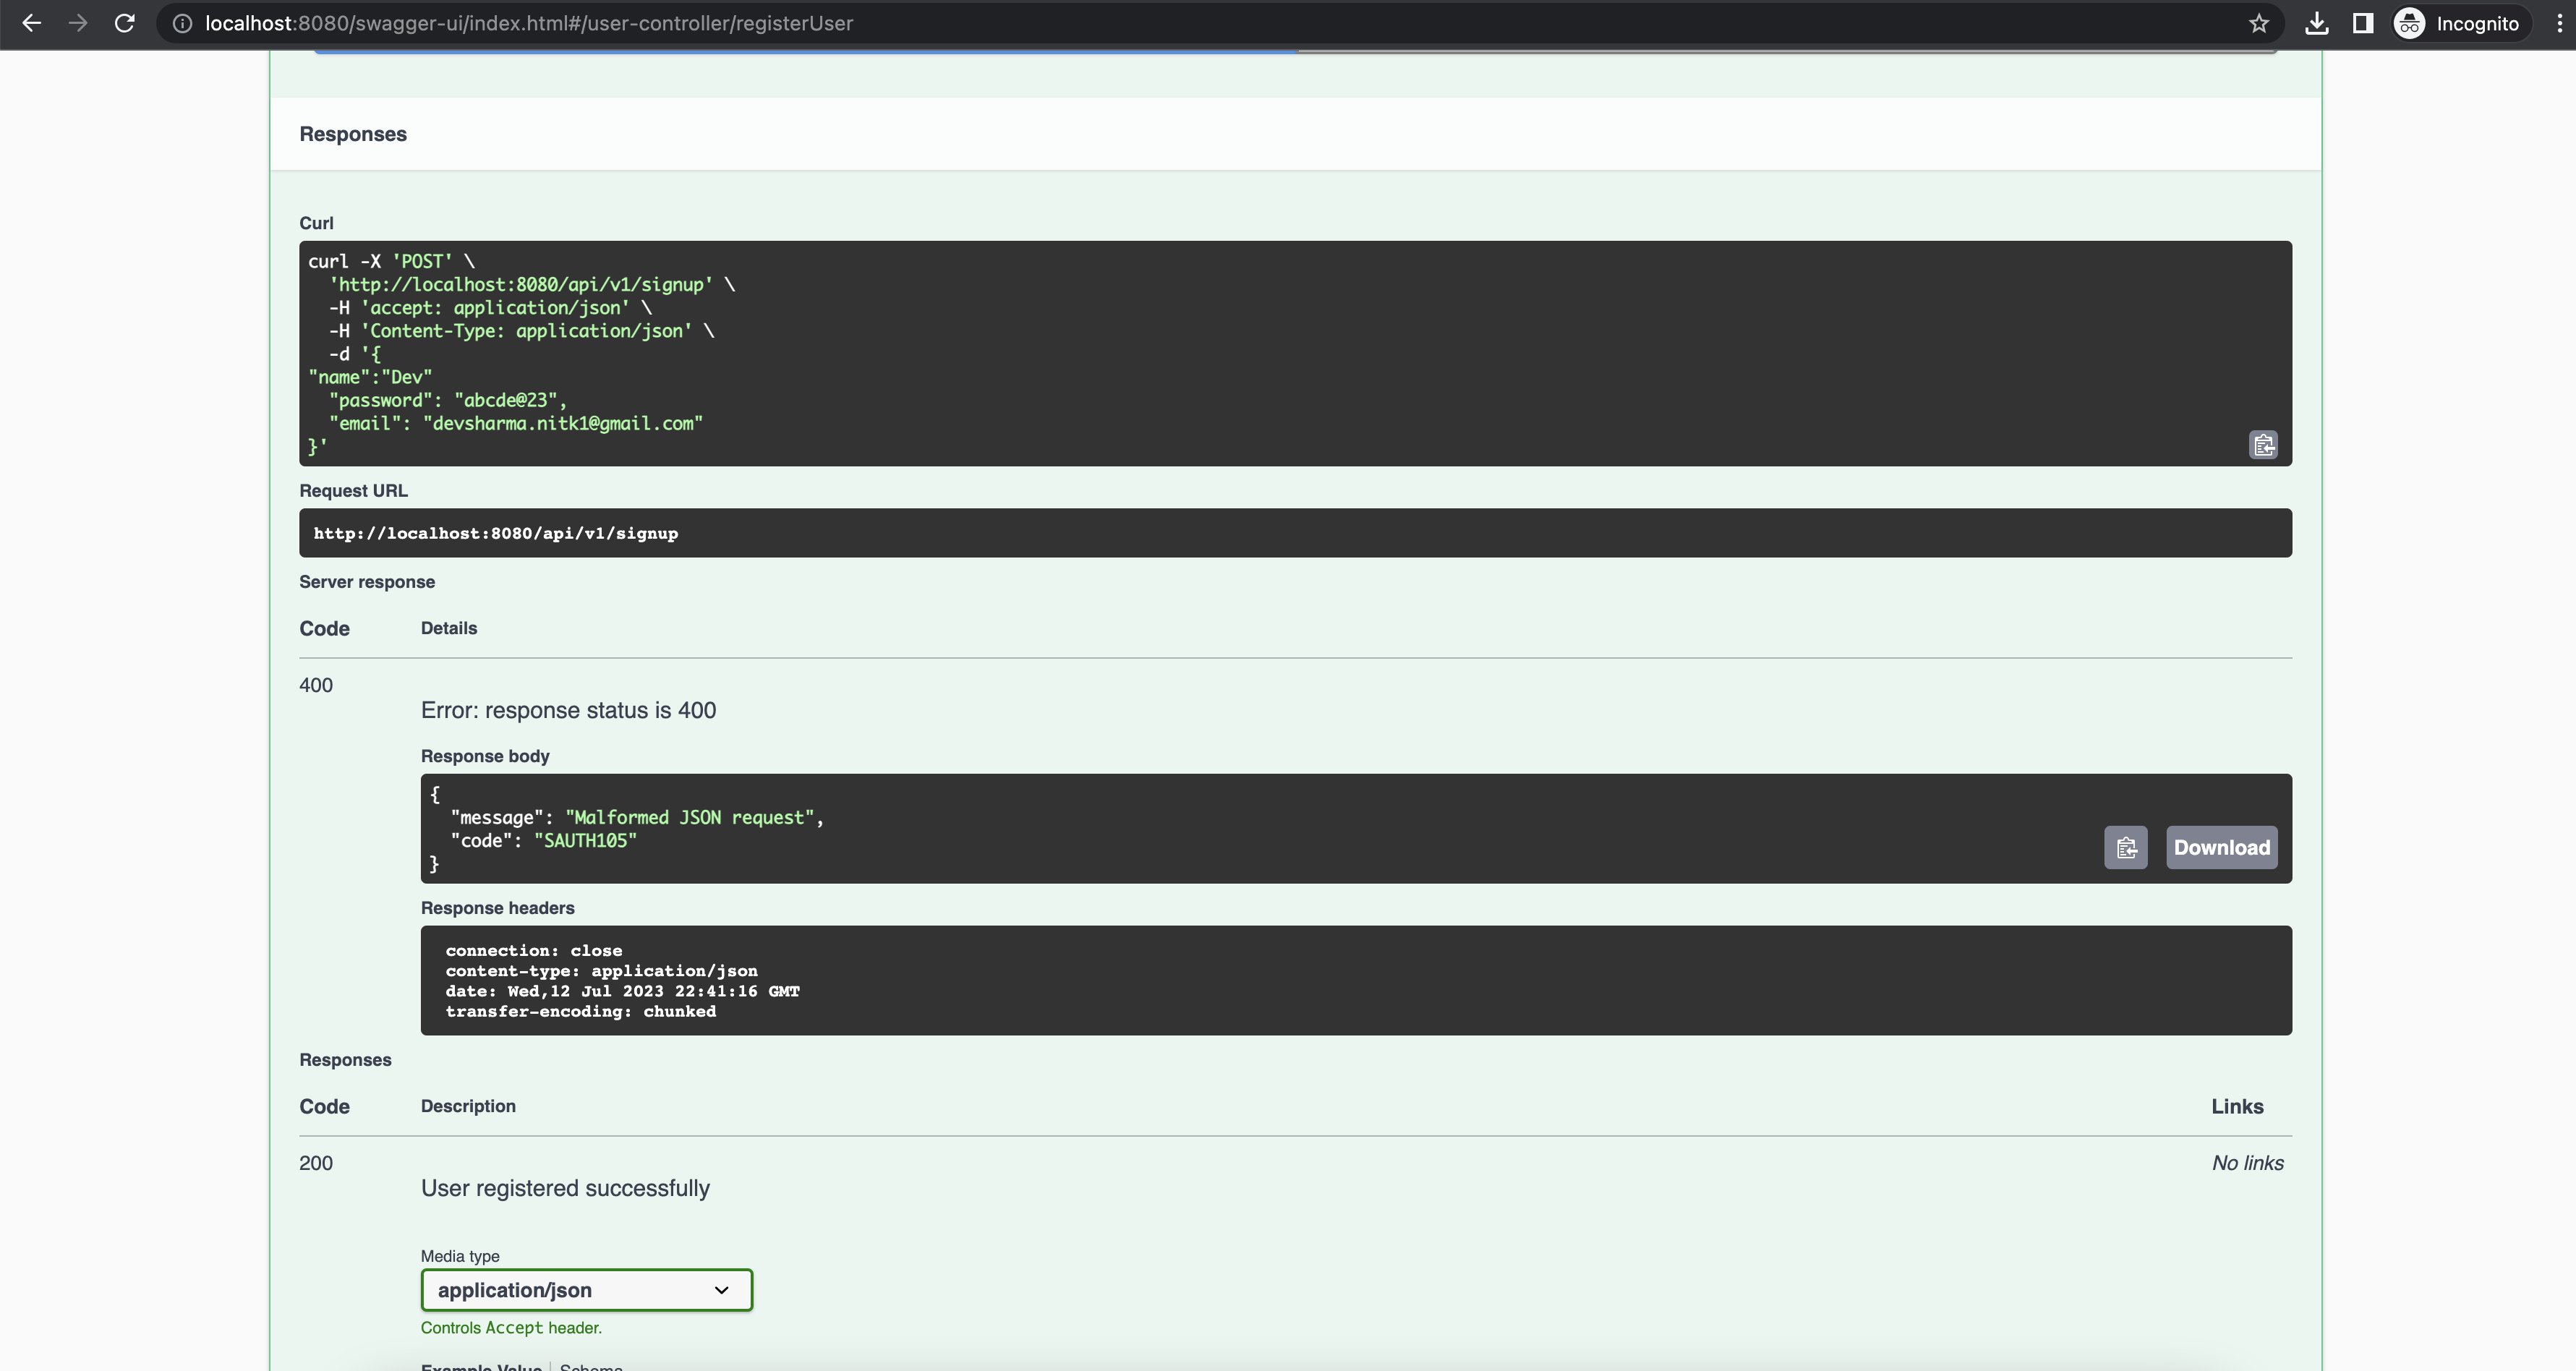 localhost:8080/swagger-ui/index.html#/user-controller/registerUser
Incognito
Responses
Curl
curl -X 'POST' \
  'http://localhost:8080/api/v1/signup' \
  -H 'accept: application/json' \
  -H 'Content-Type: application/json' \
  -d '{
"name":"Dev"
  "password": "abcde@23",
  "email": "devsharma.nitk1@gmail.com"
}'
Request URL
http://localhost:8080/api/v1/signup
Server response
Code Details
400
Error: response status is 400
Response body
{
  "message": "Malformed JSON request",
  "code": "SAUTH105"
}
Download
Response headers
connection: close
content-type: application/json
date: Wed,12 Jul 2023 22:41:16 GMT
transfer-encoding: chunked
Responses
Code Description Links
200 No links
User registered successfully
Media type
application/json
Controls Accept header.
Example Value | Schema